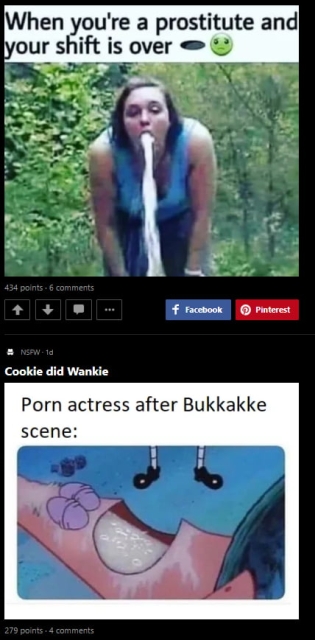 When you're a prostitute and
your shift is over
434 points · 6 comments
Facebook
Pinterest
NSFW · 1d
Cookie did Wankie
Porn actress after Bukkakke
scene:
279 points · 4 comments